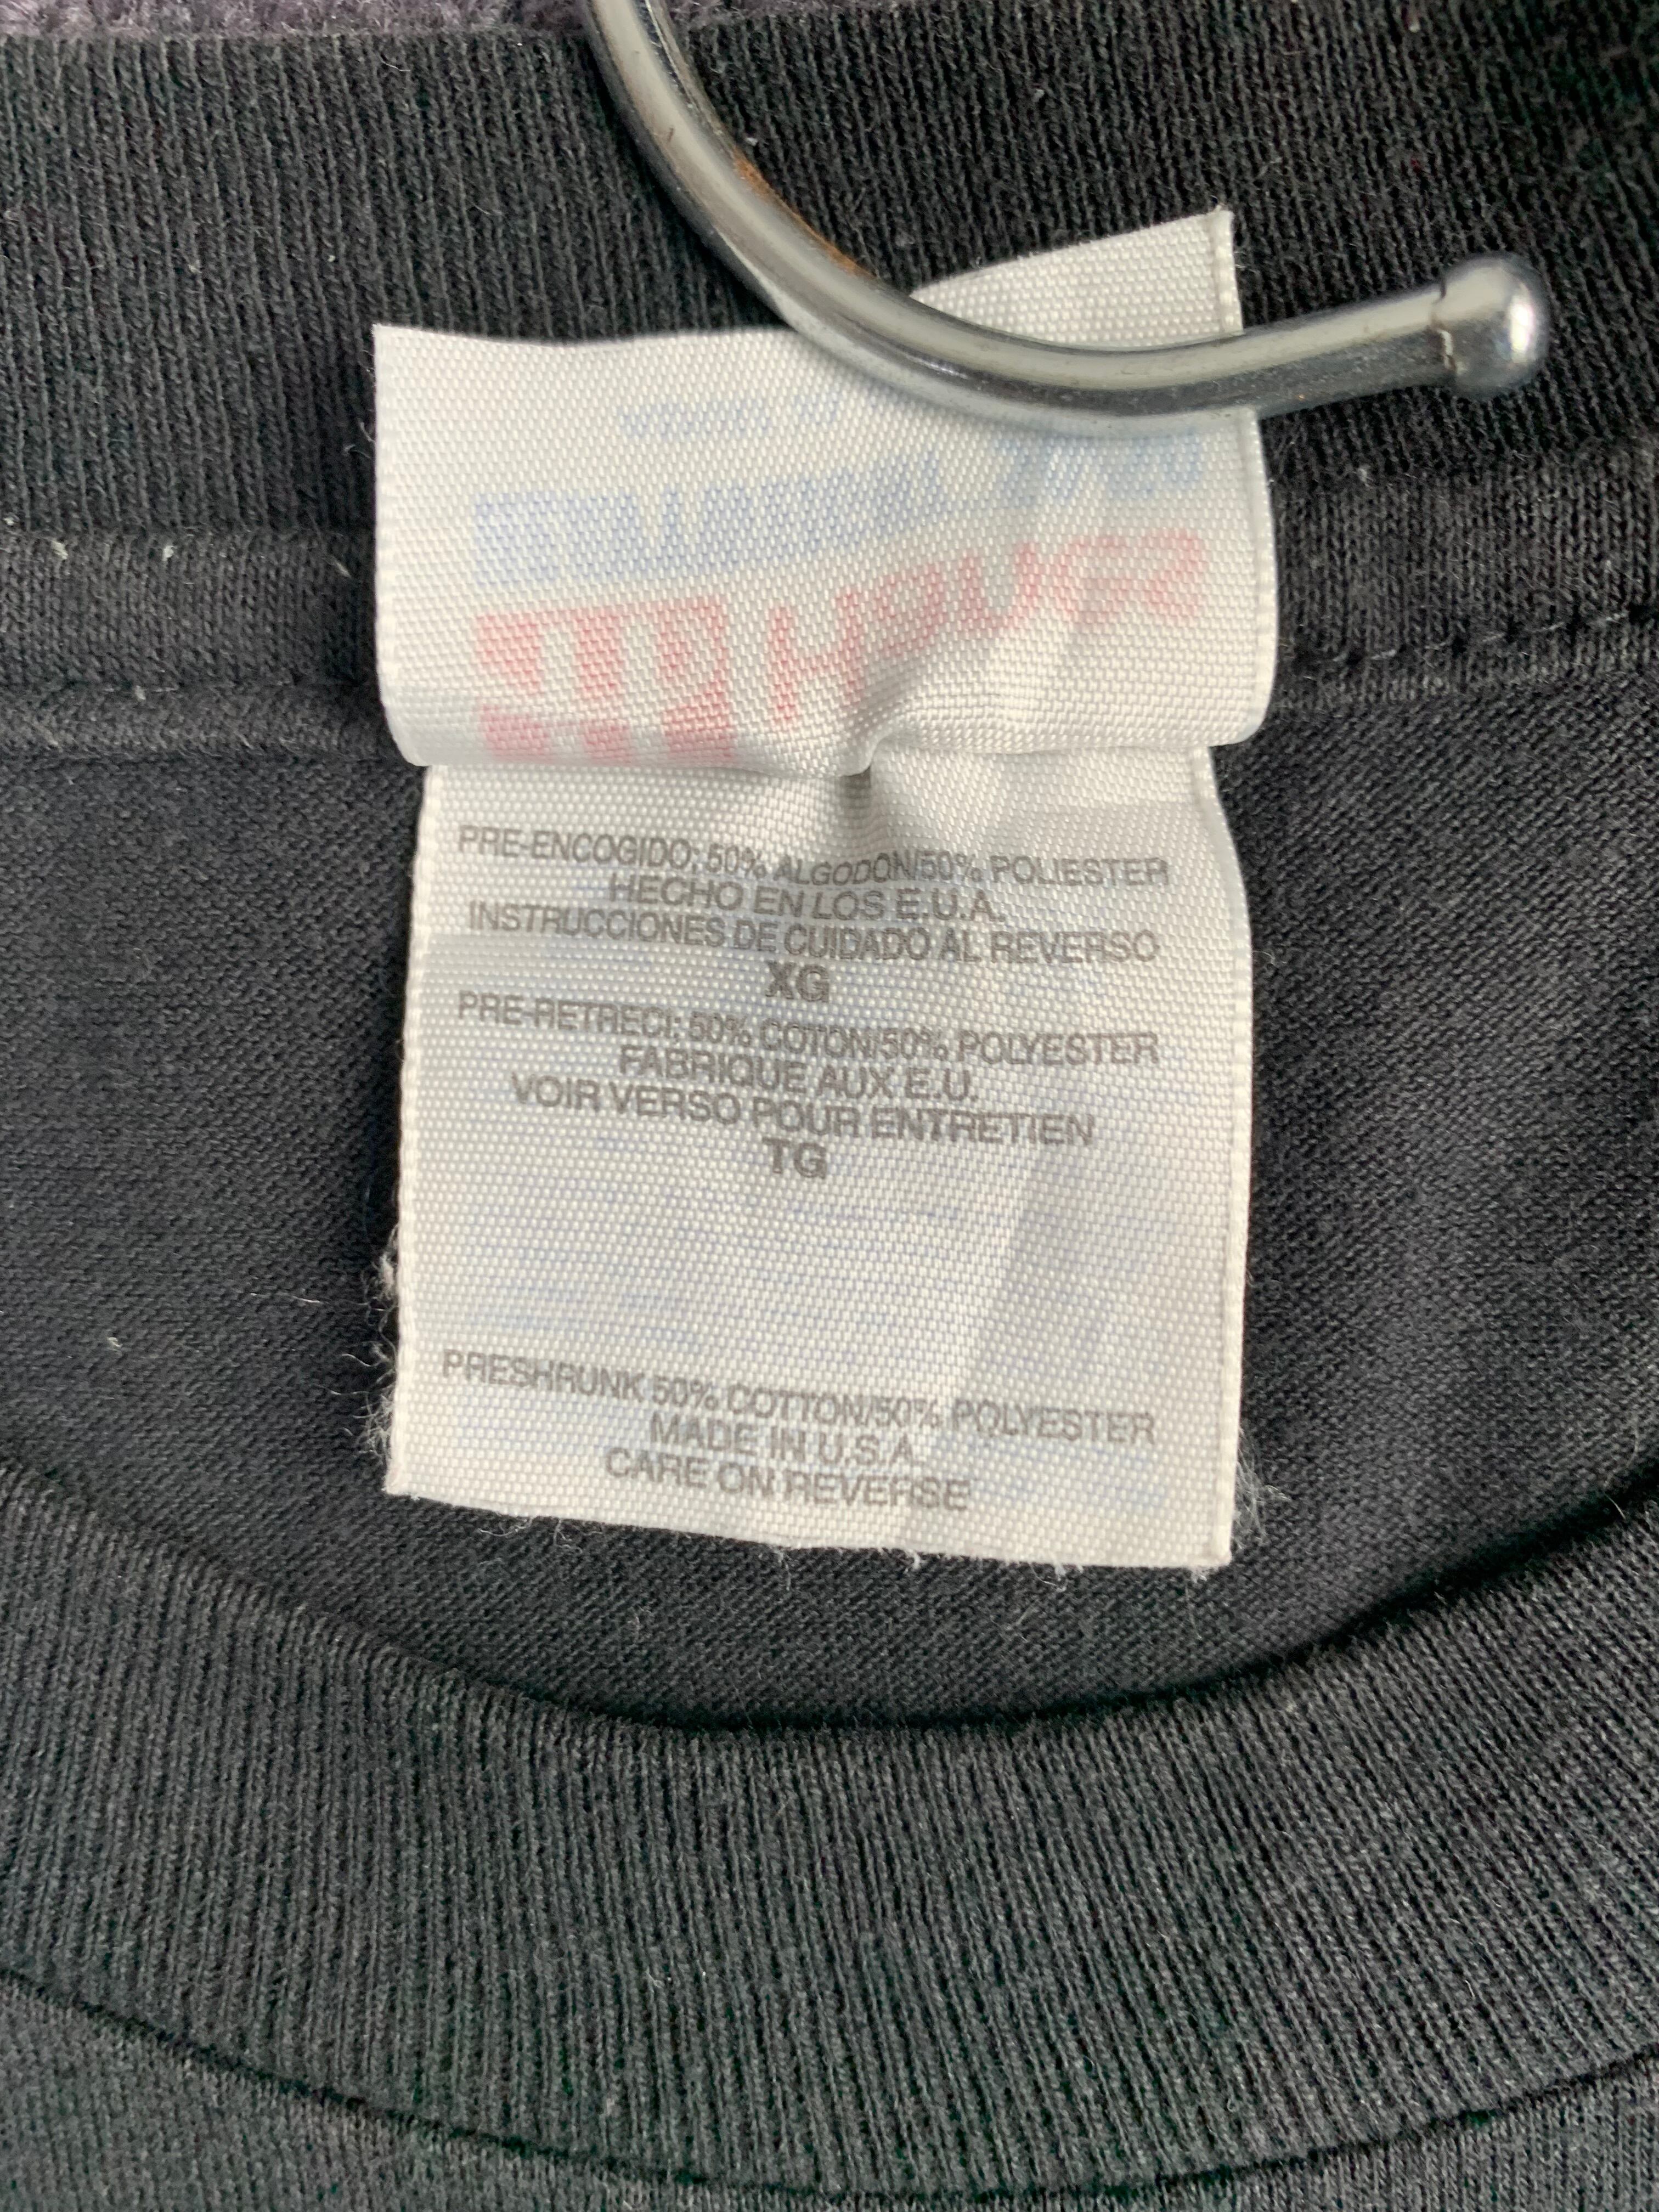 PRE-ENCOGIDO: 50% ALGODON/50% POLIESTER
HECHO EN LOS E.U.A.
INSTRUCCIONES DE CUIDADO AL REVERSO
XG
PRE-RETRECI: 50% COTON/50% POLYESTER
FABRIQUE AUX E.U.
VOIR VERSO POUR ENTRETIEN
TG
PRESHRUNK 50% COTTON/50% POLYESTER
MADE IN U.S.A.
CARE ON REVERSE